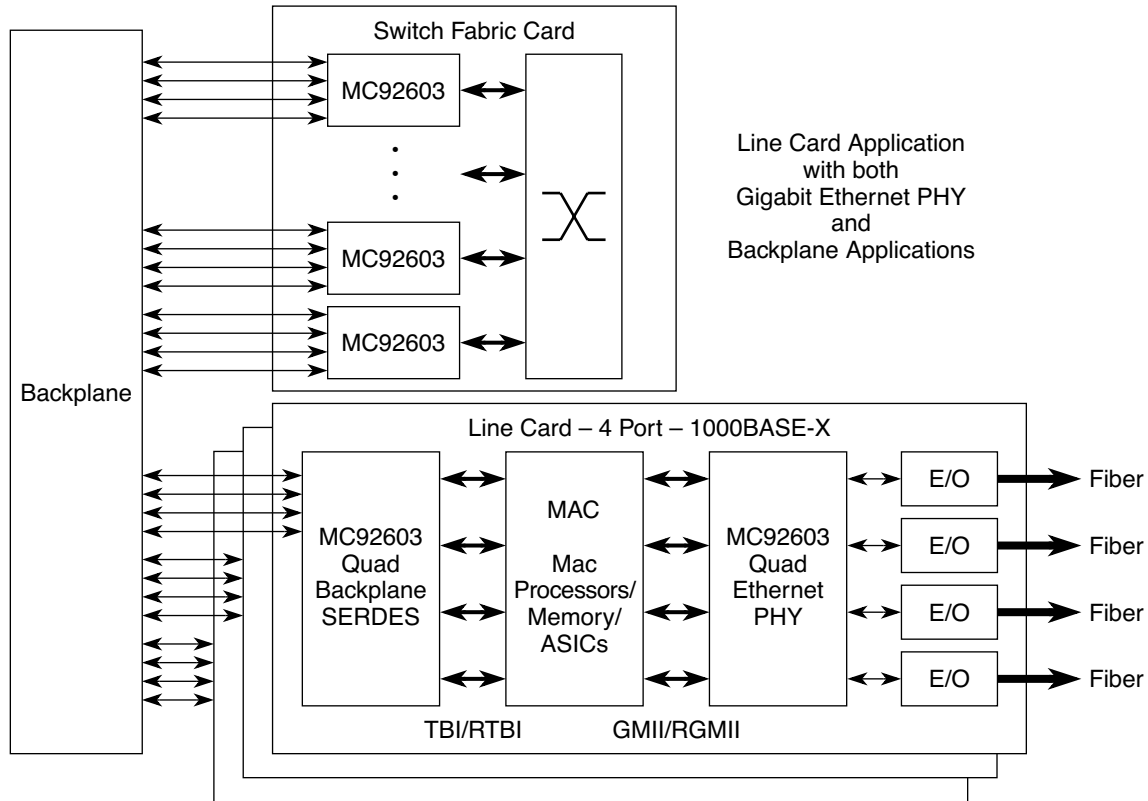 Switch Fabric Card
MC92603
MC92603
MC92603
Line Card Application
with both
Gigabit Ethernet PHY
and
Backplane Applications
Backplane
Line Card – 4 Port – 1000BASE-X
MC92603
Quad
Backplane
SERDES
MAC
Mac
Processors/
Memory/
ASICs
MC92603
Quad
Ethernet
PHY
E/O
Fiber
E/O
Fiber
E/O
Fiber
E/O
Fiber
TBI/RTBI
GMII/RGMII